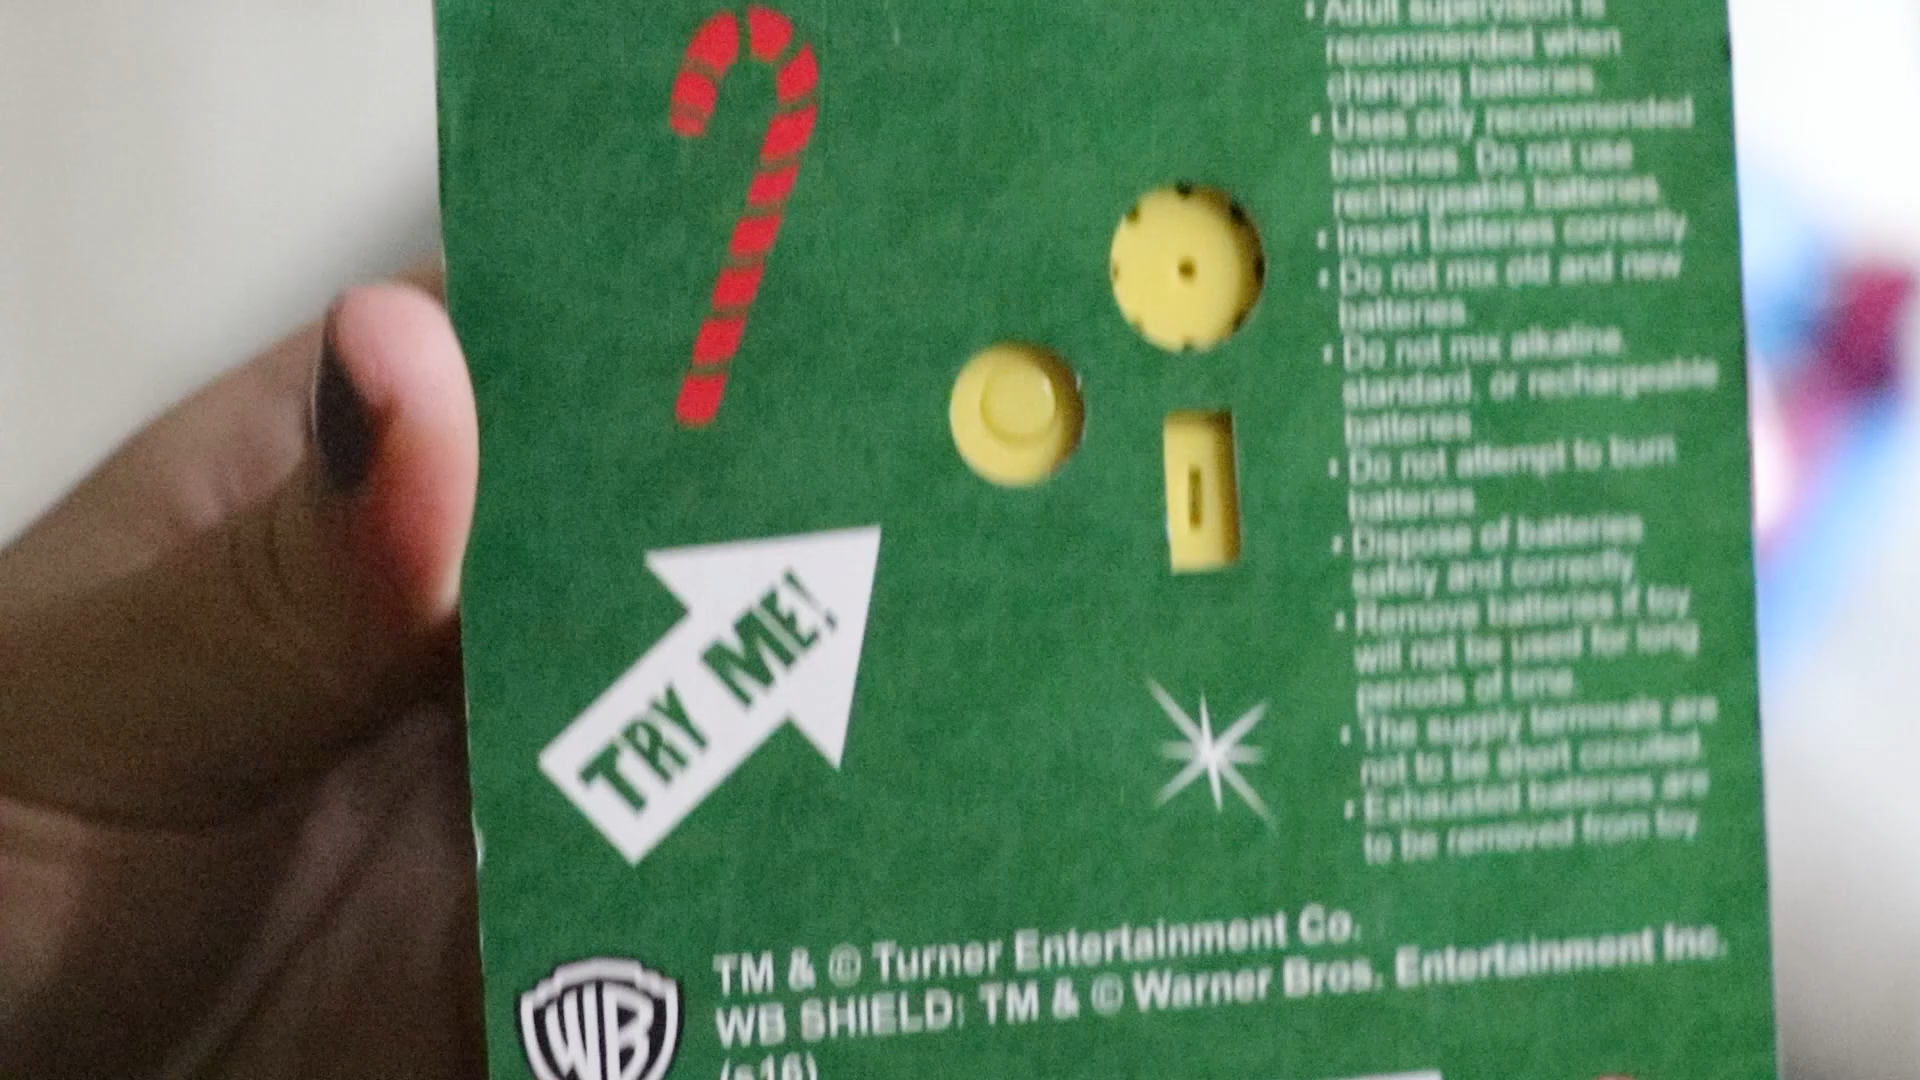 • Adult supervision is
recommended when
changing batteries.
• Uses only recommended
batteries. Do not use
rechargeable batteries.
• Insert batteries correctly
• Do not mix old and new
batteries.
• Do not mix alkaline,
standard, or rechargeable
batteries
• Do not attempt to burn
batteries
• Dispose of batteries
safely and correctly.
• Remove batteries if toy
will not be used for long
periods of time.
• The supply terminals are
not to be short circuited
• Exhausted batteries are
to be removed from toy
TRY ME!
TM & © Turner Entertainment Co.
WB SHIELD: TM & © Warner Bros. Entertainment Inc.
(s16)
WB